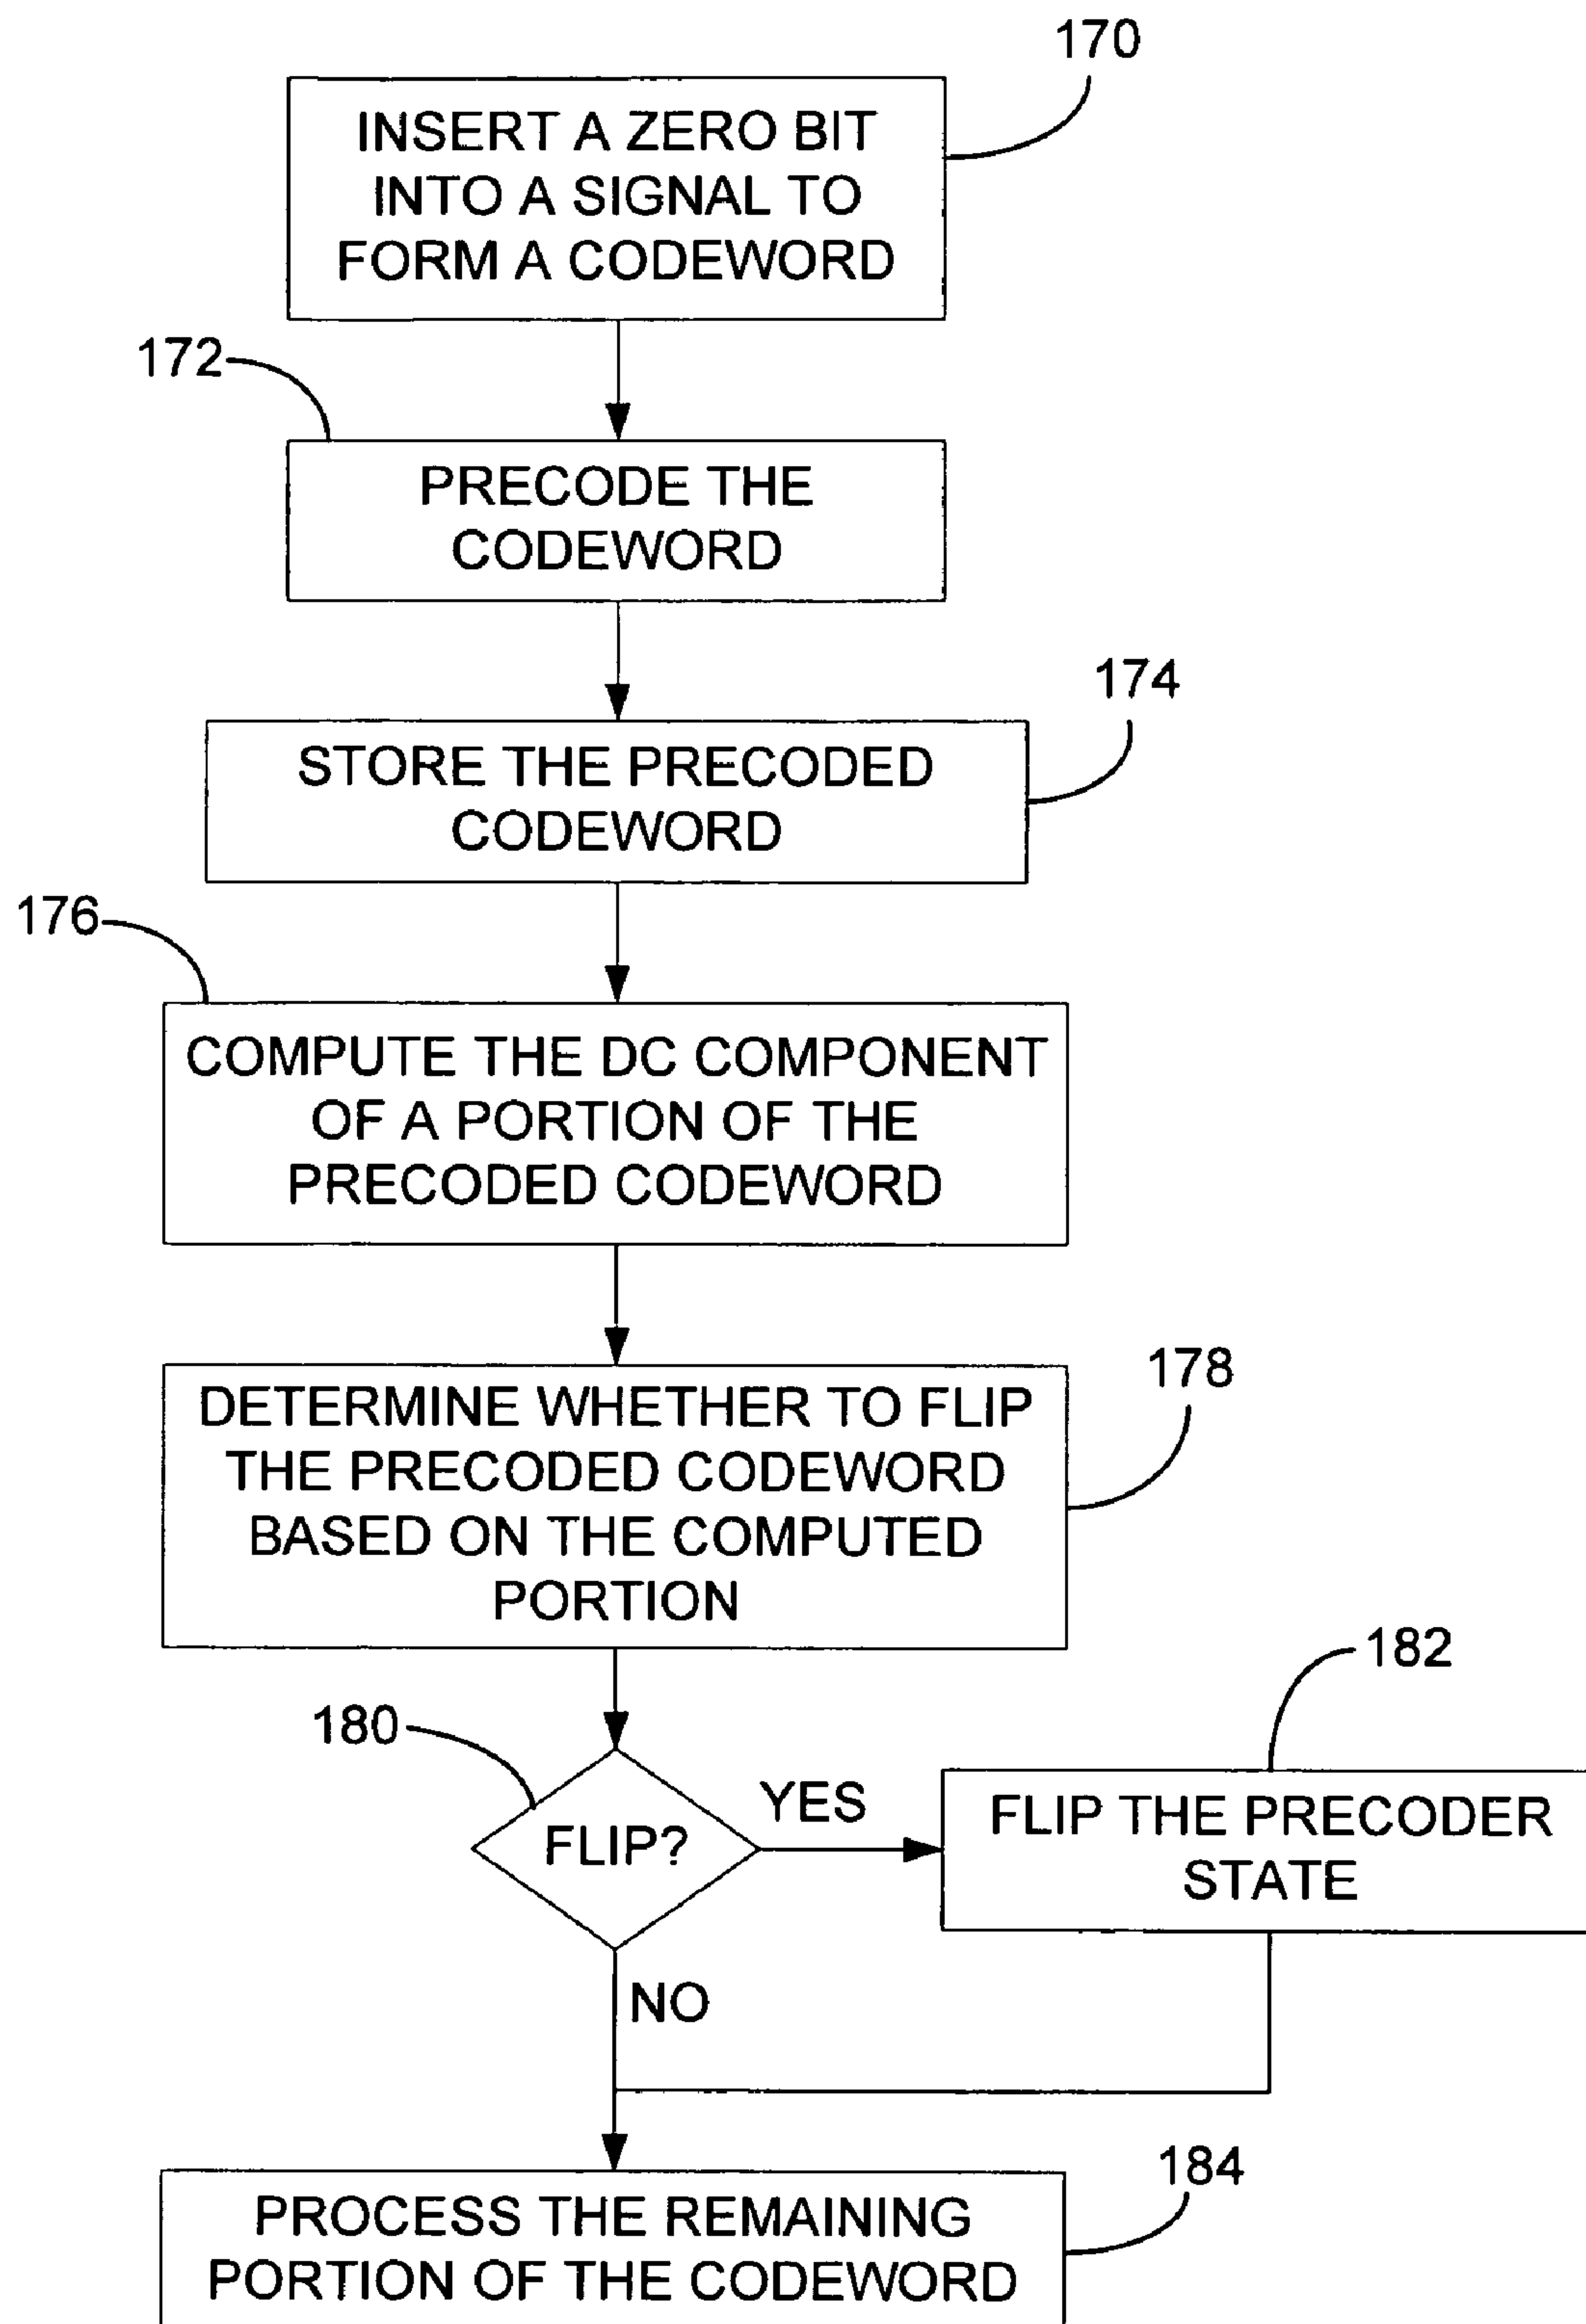 170
INSERT A ZERO BIT
INTO A SIGNAL TO
FORM A CODEWORD
172
PRECODE THE
CODEWORD
174
STORE THE PRECODED
CODEWORD
176
COMPUTE THE DC COMPONENT
OF A PORTION OF THE
PRECODED CODEWORD
178
DETERMINE WHETHER TO FLIP
THE PRECODED CODEWORD
BASED ON THE COMPUTED
PORTION
182
180
YES
FLIP?
FLIP THE PRECODER
STATE
NO
184
PROCESS THE REMAINING
PORTION OF THE CODEWORD